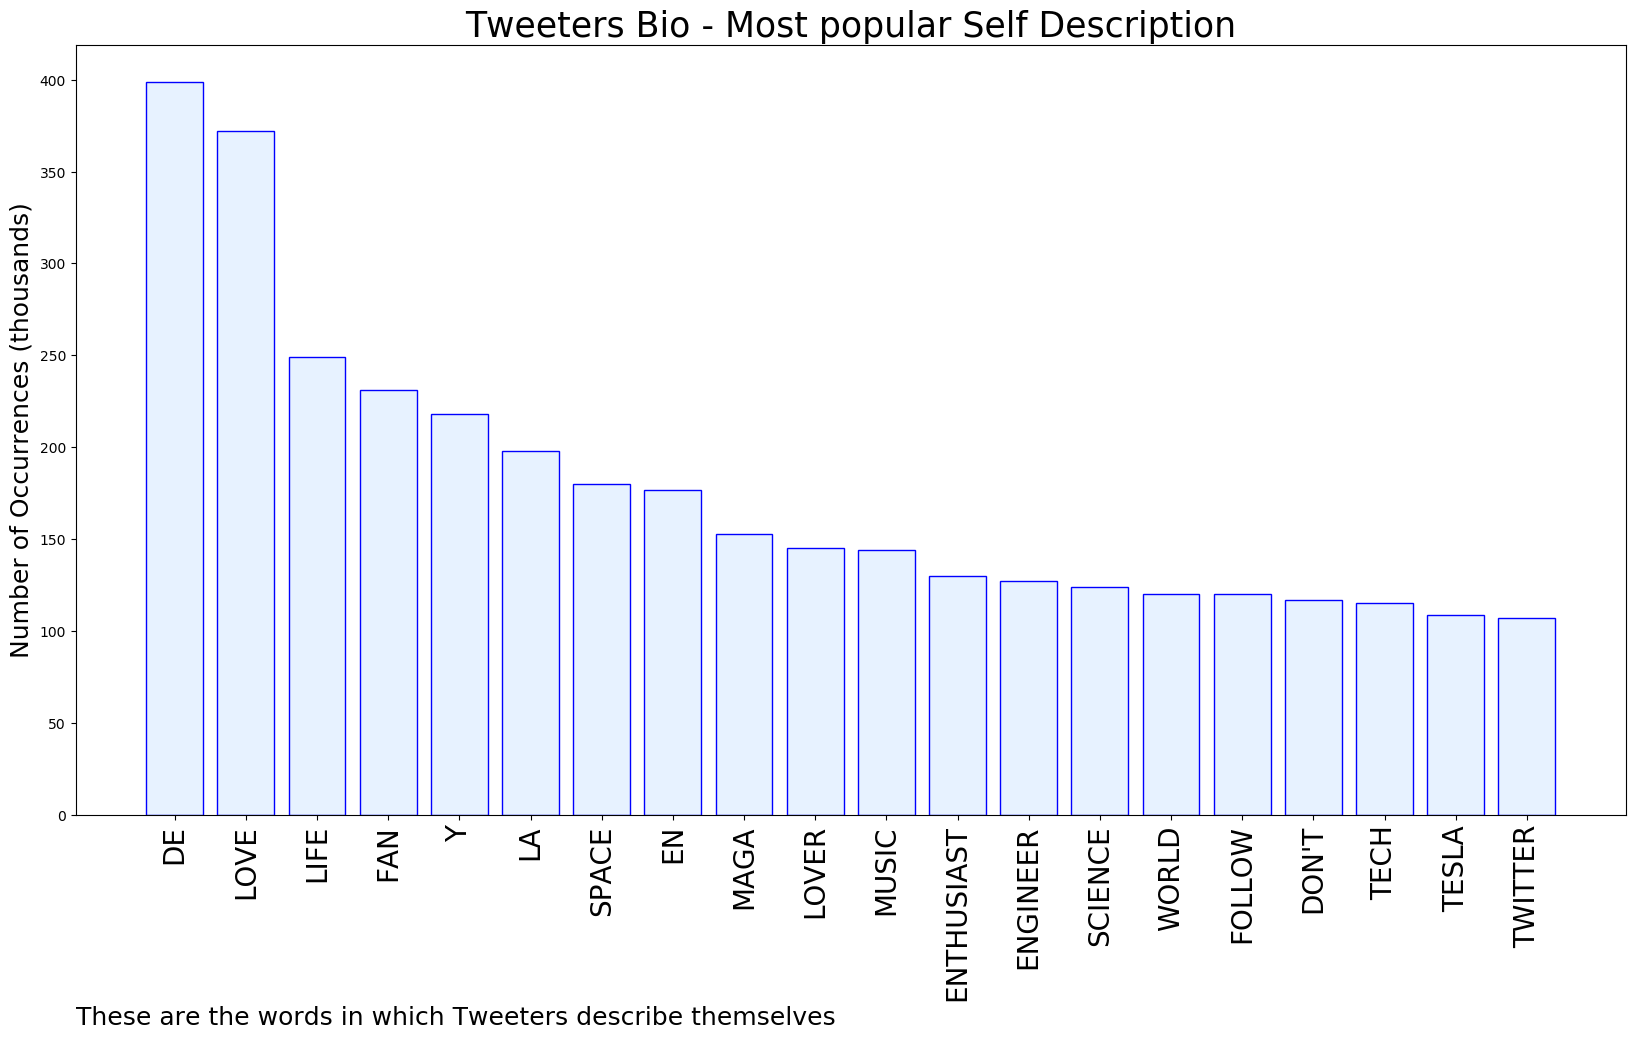 Tweeters Bio - Most popular Self Description
Number of Occurrences (thousands)
400
350
300
250
200
150
100
50
0
DE
LOVE
LIFE
FAN
Y
LA
SPACE
EN
MAGA
LOVER
MUSIC
ENTHUSIAST
ENGINEER
SCIENCE
WORLD
FOLLOW
DON'T
TECH
TESLA
TWITTER
These are the words in which Tweeters describe themselves